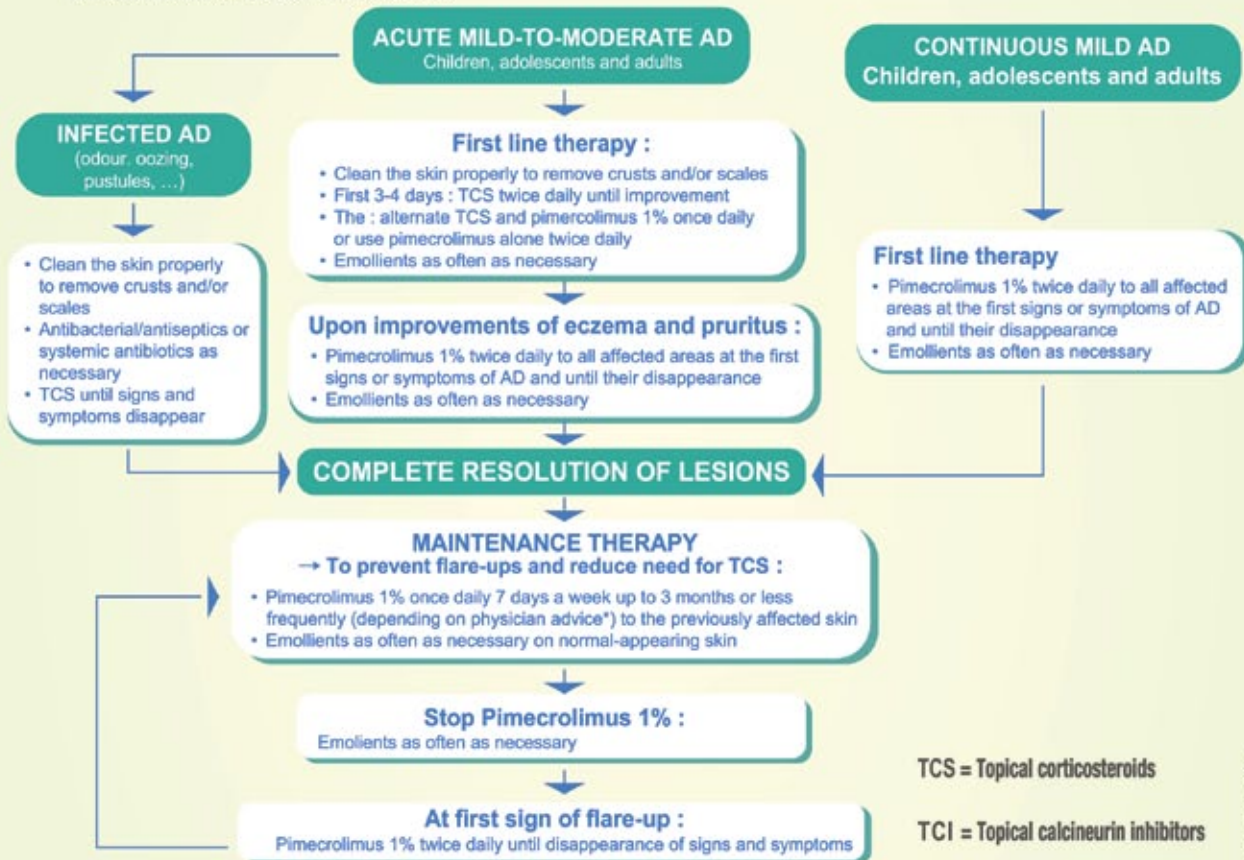 ACUTE MILD-TO-MODERATE AD
Children, adolescents and adults
CONTINUOUS MILD AD
Children, adolescents and adults
INFECTED AD
(odour. oozing,
pustules, ...)
First line therapy :
• Clean the skin properly to remove crusts and/or scales
• First 3-4 days : TCS twice daily until improvement
• The : alternate TCS and pimercolimus 1% once daily
or use pimecrolimus alone twice daily
• Emollients as often as necessary
• Clean the skin properly
to remove crusts and/or
scales
• Antibacterial/antiseptics or
systemic antibiotics as
necessary
• TCS until signs and
symptoms disappear
First line therapy
• Pimecrolimus 1% twice daily to all affected
areas at the first signs or symptoms of AD
and until their disappearance
• Emollients as often as necessary
Upon improvements of eczema and pruritus :
• Pimecrolimus 1% twice daily to all affected areas at the first
signs or symptoms of AD and until their disappearance
• Emollients as often as necessary
COMPLETE RESOLUTION OF LESIONS
MAINTENANCE THERAPY
→ To prevent flare-ups and reduce need for TCS :
• Pimecrolimus 1% once daily 7 days a week up to 3 months or less
frequently (depending on physician advice*) to the previously affected skin
• Emollients as often as necessary on normal-appearing skin
Stop Pimecrolimus 1% :
Emolients as often as necessary
At first sign of flare-up :
Pimecrolimus 1% twice daily until disappearance of signs and symptoms
TCS = Topical corticosteroids
TCI = Topical calcineurin inhibitors